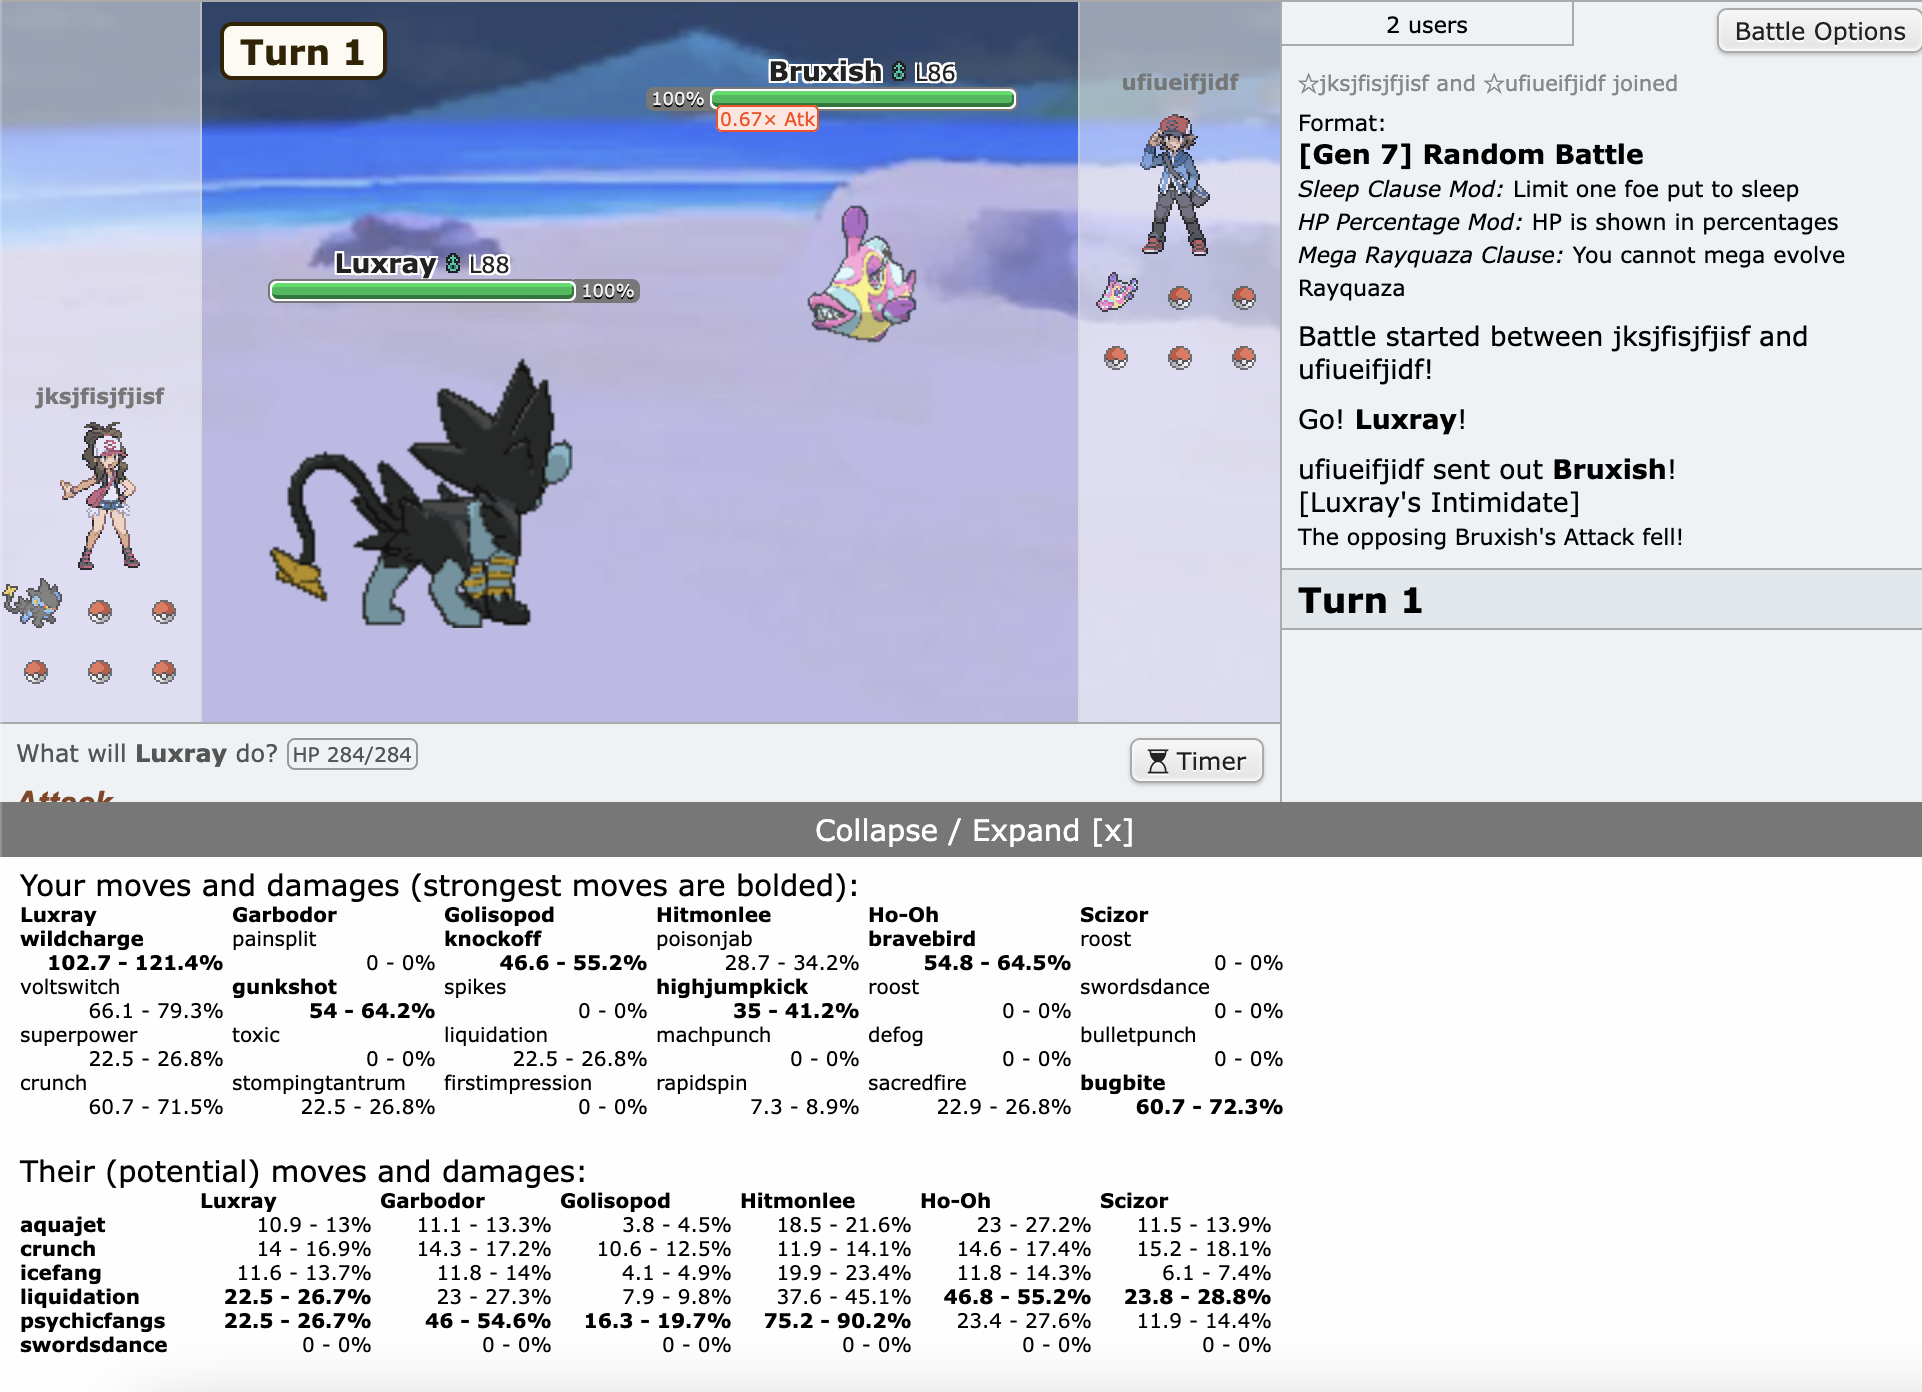 Turn 1
Bruxish L86
100%
0.67× Atk
Luxray L88
100%
ufiueifjidf
jksjfisjfjisf
What will Luxray do? HP 284/284
Timer
Attack
2 users
Battle Options
☆jksjfisjfjisf and ☆ufiueifjidf joined
Format:
[Gen 7] Random Battle
Sleep Clause Mod: Limit one foe put to sleep
HP Percentage Mod: HP is shown in percentages
Mega Rayquaza Clause: You cannot mega evolve
Rayquaza
Battle started between jksjfisjfjisf and
ufiueifjidf!
Go! Luxray!
ufiueifjidf sent out Bruxish!
[Luxray's Intimidate]
The opposing Bruxish's Attack fell!
Turn 1
Collapse / Expand [x]
Your moves and damages (strongest moves are bolded):
Luxray Garbodor Golisopod Hitmonlee Ho-Oh Scizor
wildcharge painsplit knockoff poisonjab bravebird roost
102.7 - 121.4% 0 - 0% 46.6 - 55.2% 28.7 - 34.2% 54.8 - 64.5% 0 - 0%
voltswitch gunkshot spikes highjumpkick roost swordsdance
66.1 - 79.3% 54 - 64.2% 0 - 0% 35 - 41.2% 0 - 0% 0 - 0%
superpower toxic liquidation machpunch defog bulletpunch
22.5 - 26.8% 0 - 0% 22.5 - 26.8% 0 - 0% 0 - 0% 0 - 0%
crunch stompingtantrum firstimpression rapidspin sacredfire bugbite
60.7 - 71.5% 22.5 - 26.8% 0 - 0% 7.3 - 8.9% 22.9 - 26.8% 60.7 - 72.3%
Their (potential) moves and damages:
Luxray Garbodor Golisopod Hitmonlee Ho-Oh Scizor
aquajet 10.9 - 13% 11.1 - 13.3% 3.8 - 4.5% 18.5 - 21.6% 23 - 27.2% 11.5 - 13.9%
crunch 14 - 16.9% 14.3 - 17.2% 10.6 - 12.5% 11.9 - 14.1% 14.6 - 17.4% 15.2 - 18.1%
icefang 11.6 - 13.7% 11.8 - 14% 4.1 - 4.9% 19.9 - 23.4% 11.8 - 14.3% 6.1 - 7.4%
liquidation 22.5 - 26.7% 23 - 27.3% 7.9 - 9.8% 37.6 - 45.1% 46.8 - 55.2% 23.8 - 28.8%
psychicfangs 22.5 - 26.7% 46 - 54.6% 16.3 - 19.7% 75.2 - 90.2% 23.4 - 27.6% 11.9 - 14.4%
swordsdance 0 - 0% 0 - 0% 0 - 0% 0 - 0% 0 - 0% 0 - 0%